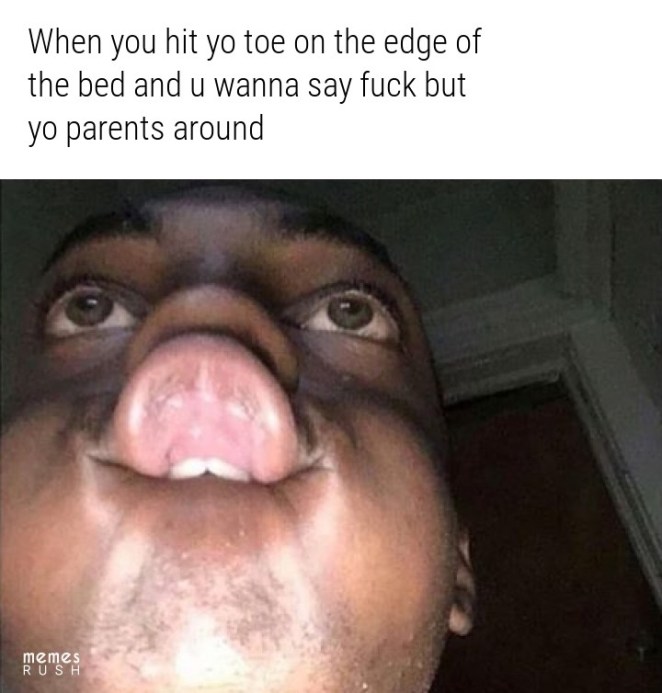 When you hit yo toe on the edge of
the bed and u wanna say fuck but
yo parents around
memes
RUSH